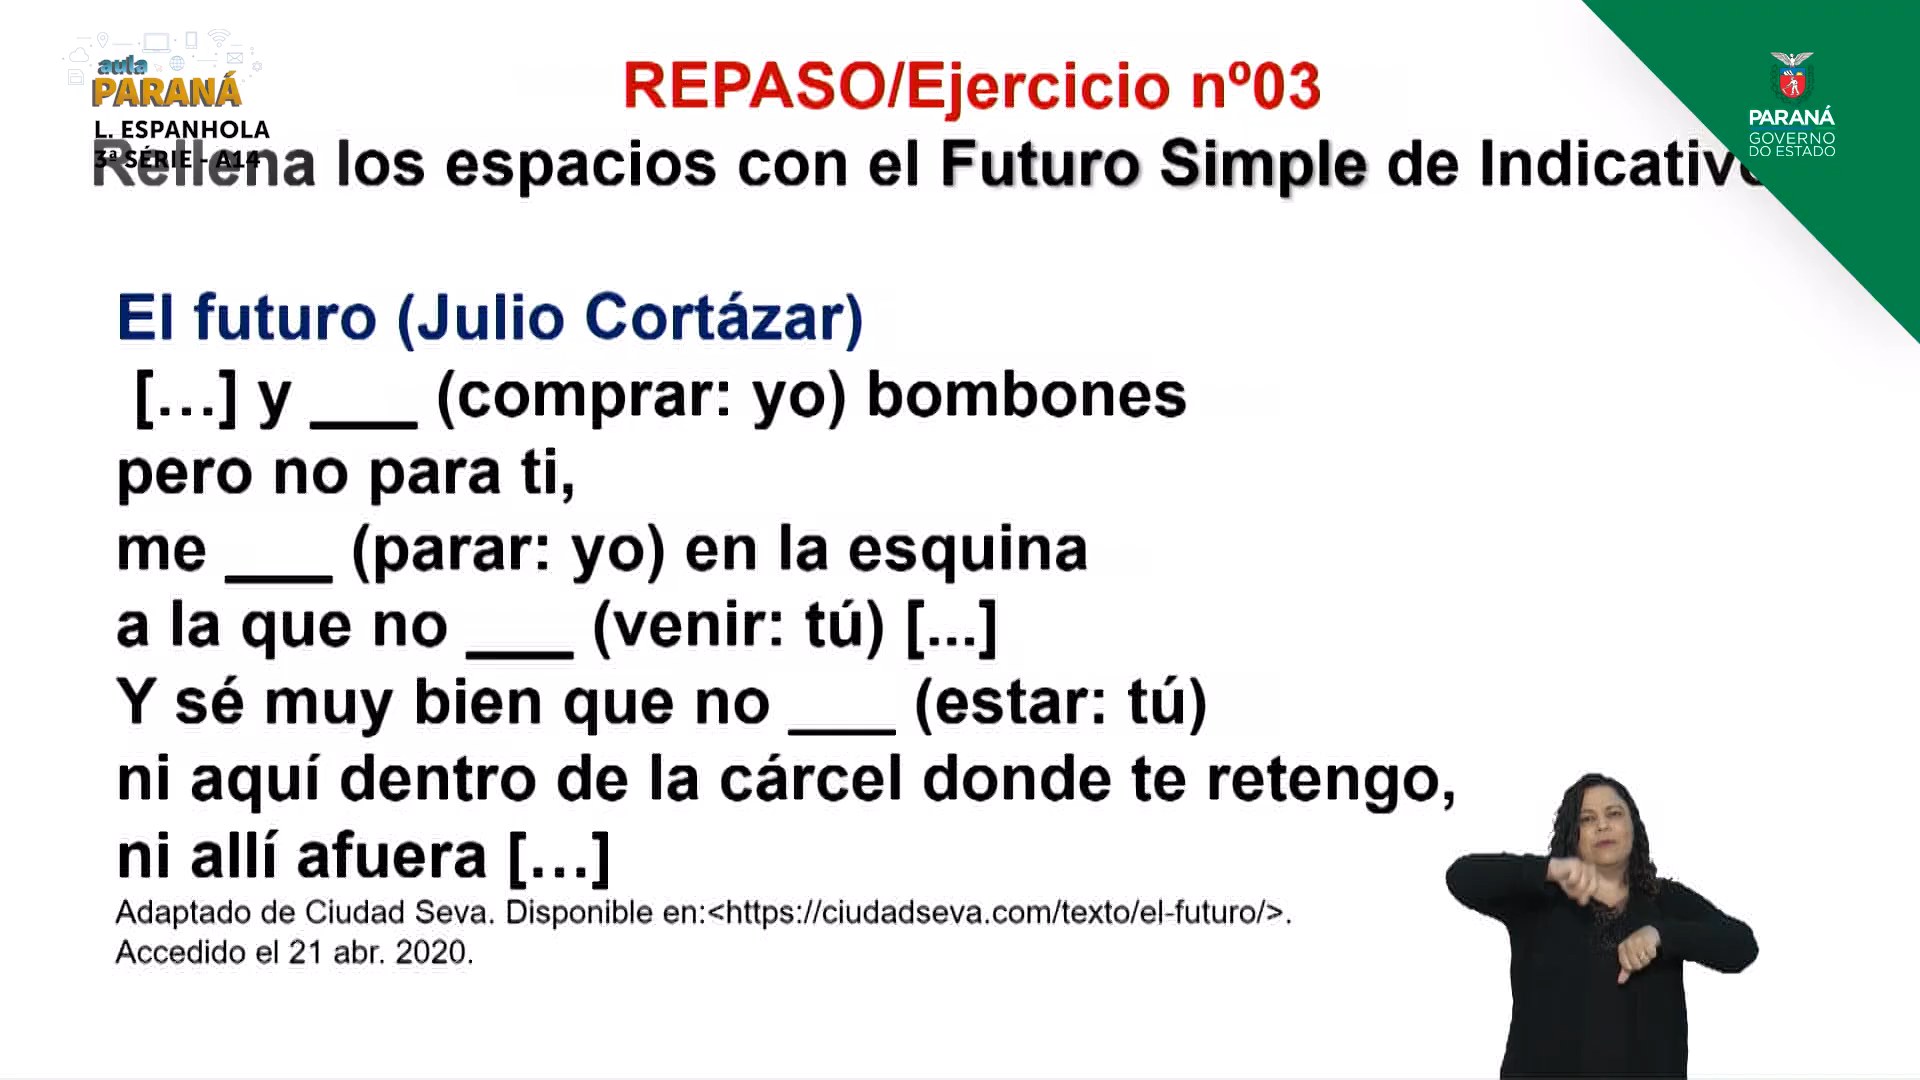 aula
PARANÁ
L. ESPANHOLA
3ª SÉRIE - A14
REPASO/Ejercicio nº03
Rellena los espacios con el Futuro Simple de Indicativo
PARANÁ
GOVERNO
DO ESTADO
El futuro (Julio Cortázar)
[…] y ___ (comprar: yo) bombones
pero no para ti,
me ___ (parar: yo) en la esquina
a la que no ___ (venir: tú) [...]
Y sé muy bien que no ___ (estar: tú)
ni aquí dentro de la cárcel donde te retengo,
ni allí afuera […]
Adaptado de Ciudad Seva. Disponible en:<https://ciudadseva.com/texto/el-futuro/>.
Accedido el 21 abr. 2020.